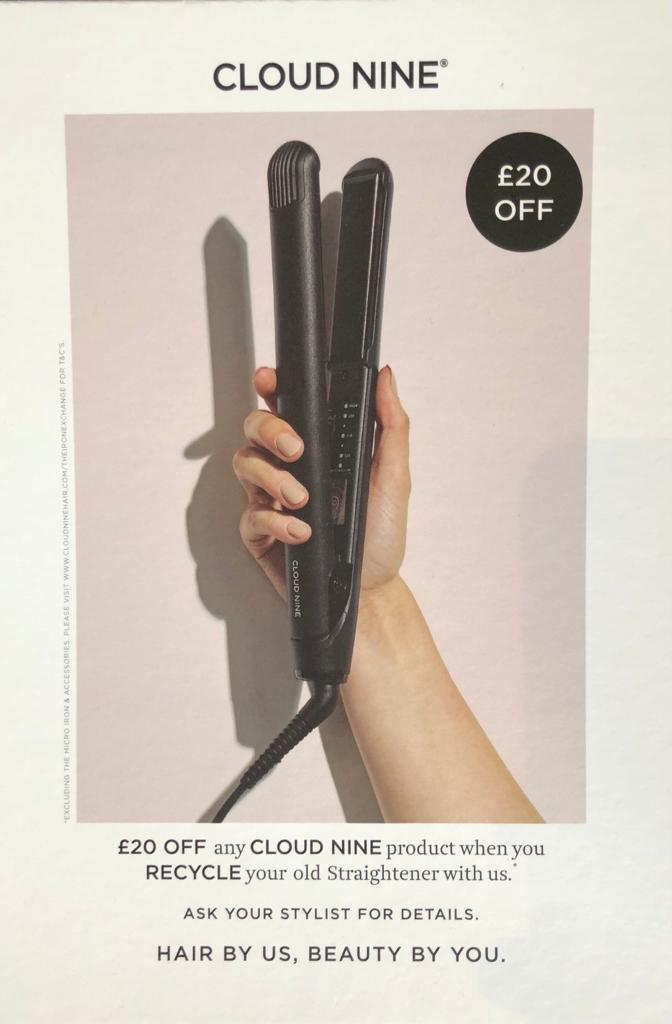 CLOUD NINE®
£20
OFF
CLOUD NINE
*EXCLUDING THE MICRO IRON & ACCESSORIES. PLEASE VISIT WWW.CLOUDNINEHAIR.COM/THEIRONEXCHANGE FOR T&C'S.
£20 OFF any CLOUD NINE product when you
RECYCLE your old Straightener with us.*
ASK YOUR STYLIST FOR DETAILS.
HAIR BY US, BEAUTY BY YOU.